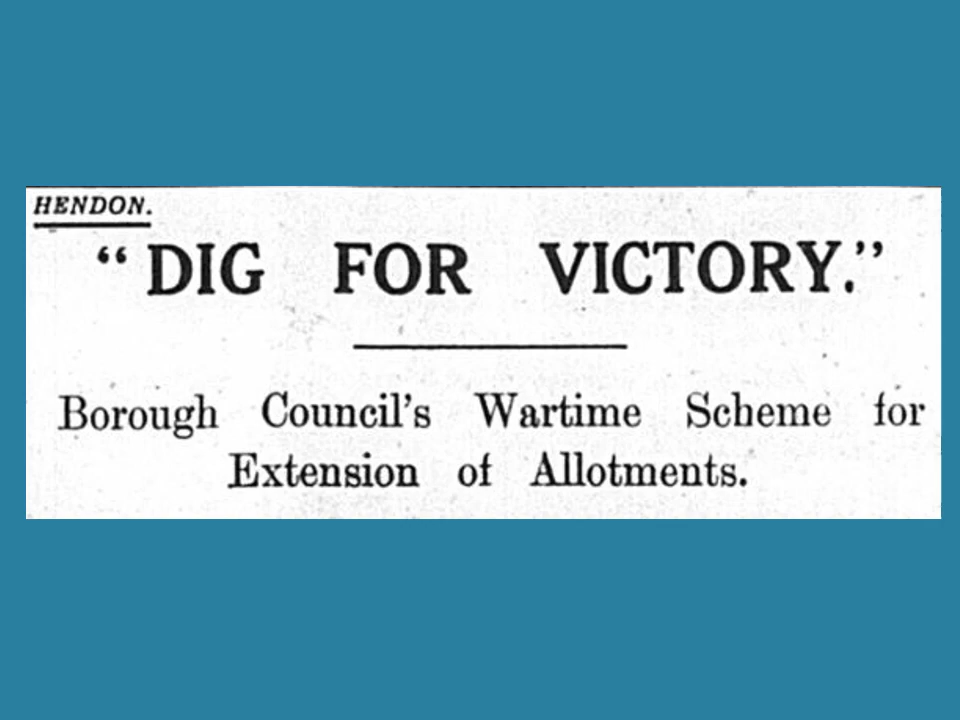 HENDON.
“DIG FOR VICTORY.”
Borough Council’s Wartime Scheme for
Extension of Allotments.